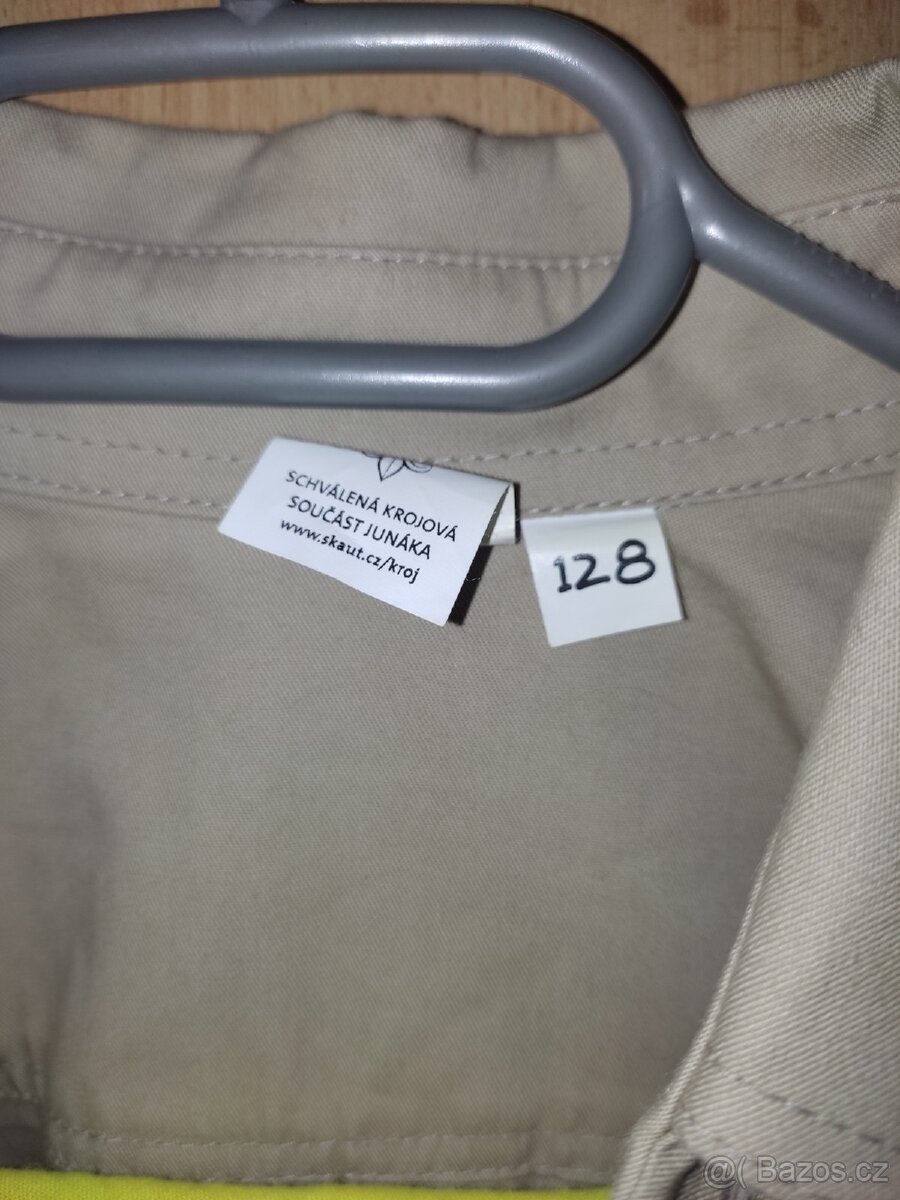 SCHVÁLENÁ KROJOVÁ
SOUČÁST JUNÁKA
www.skaut.cz/kroj
128
@( Bazos.cz